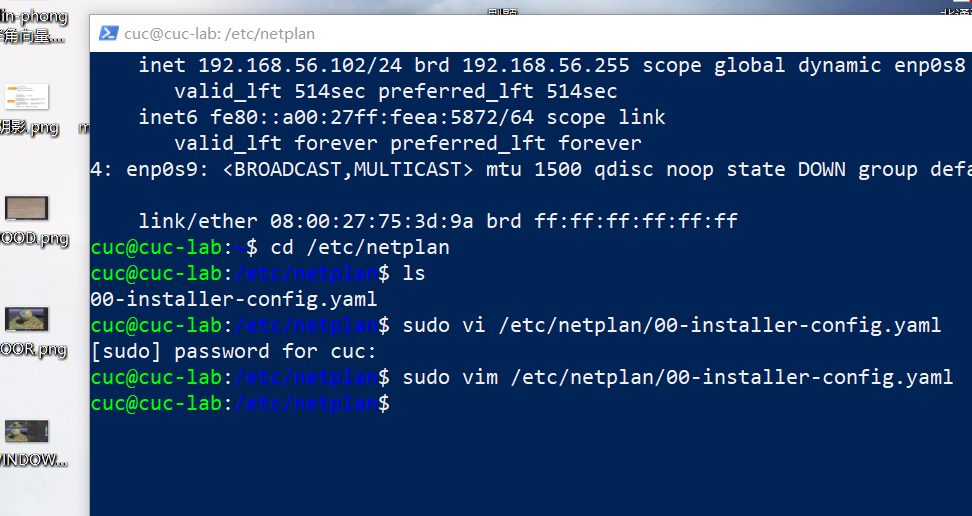 lin-phong
角向量...
阴影.png
OOD.png
OOR.png
WINDOW...
cuc@cuc-lab: /etc/netplan
inet 192.168.56.102/24 brd 192.168.56.255 scope global dynamic enp0s8
valid_lft 514sec preferred_lft 514sec
inet6 fe80::a00:27ff:feea:5872/64 scope link
valid_lft forever preferred_lft forever
4: enp0s9: <BROADCAST,MULTICAST> mtu 1500 qdisc noop state DOWN group defa
link/ether 08:00:27:75:3d:9a brd ff:ff:ff:ff:ff:ff
cuc@cuc-lab:~$ cd /etc/netplan
cuc@cuc-lab:/etc/netplan$ ls
00-installer-config.yaml
cuc@cuc-lab:/etc/netplan$ sudo vi /etc/netplan/00-installer-config.yaml
[sudo] password for cuc:
cuc@cuc-lab:/etc/netplan$ sudo vim /etc/netplan/00-installer-config.yaml
cuc@cuc-lab:/etc/netplan$